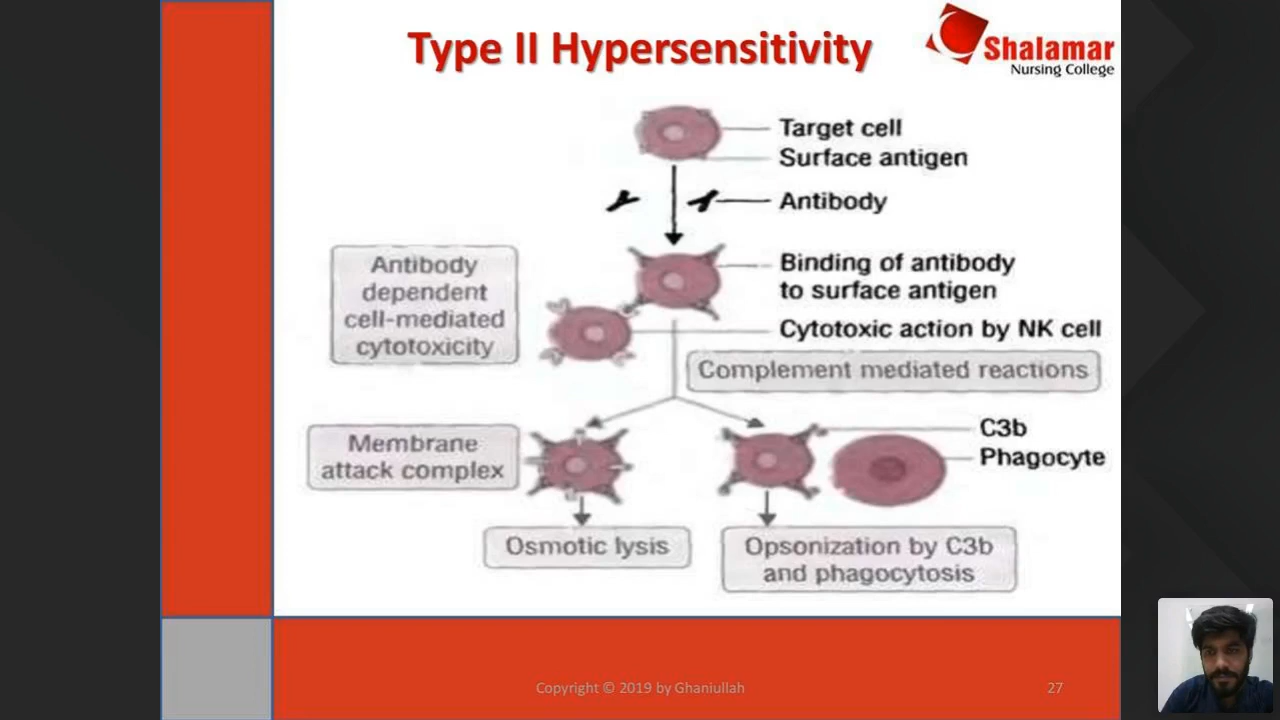 Type II Hypersensitivity
Shalamar
Nursing College
Target cell
Surface antigen
Antibody
Antibody
dependent
cell-mediated
cytotoxicity
Binding of antibody
to surface antigen
Cytotoxic action by NK cell
Complement mediated reactions
Membrane
attack complex
C3b
Phagocyte
Osmotic lysis
Opsonization by C3b
and phagocytosis
Copyright © 2019 by Ghaniullah
27